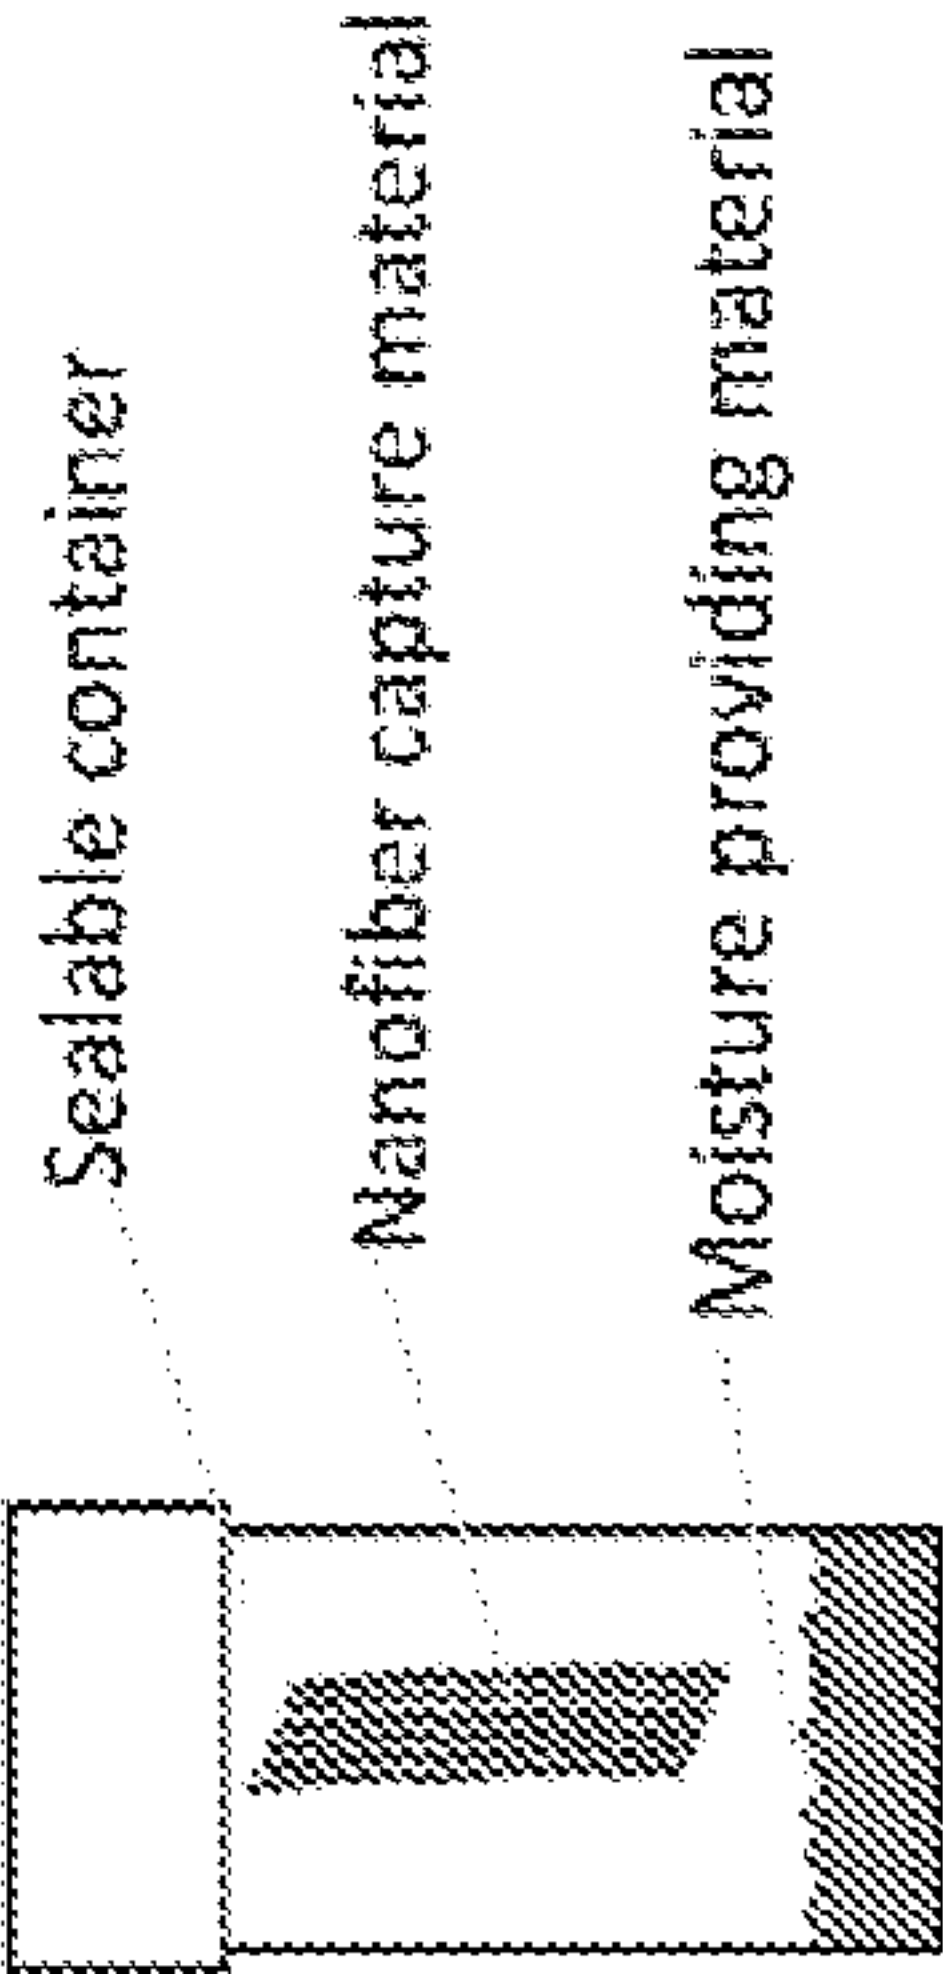 Sealable container
Nanofiber capture material
Moisture providing material